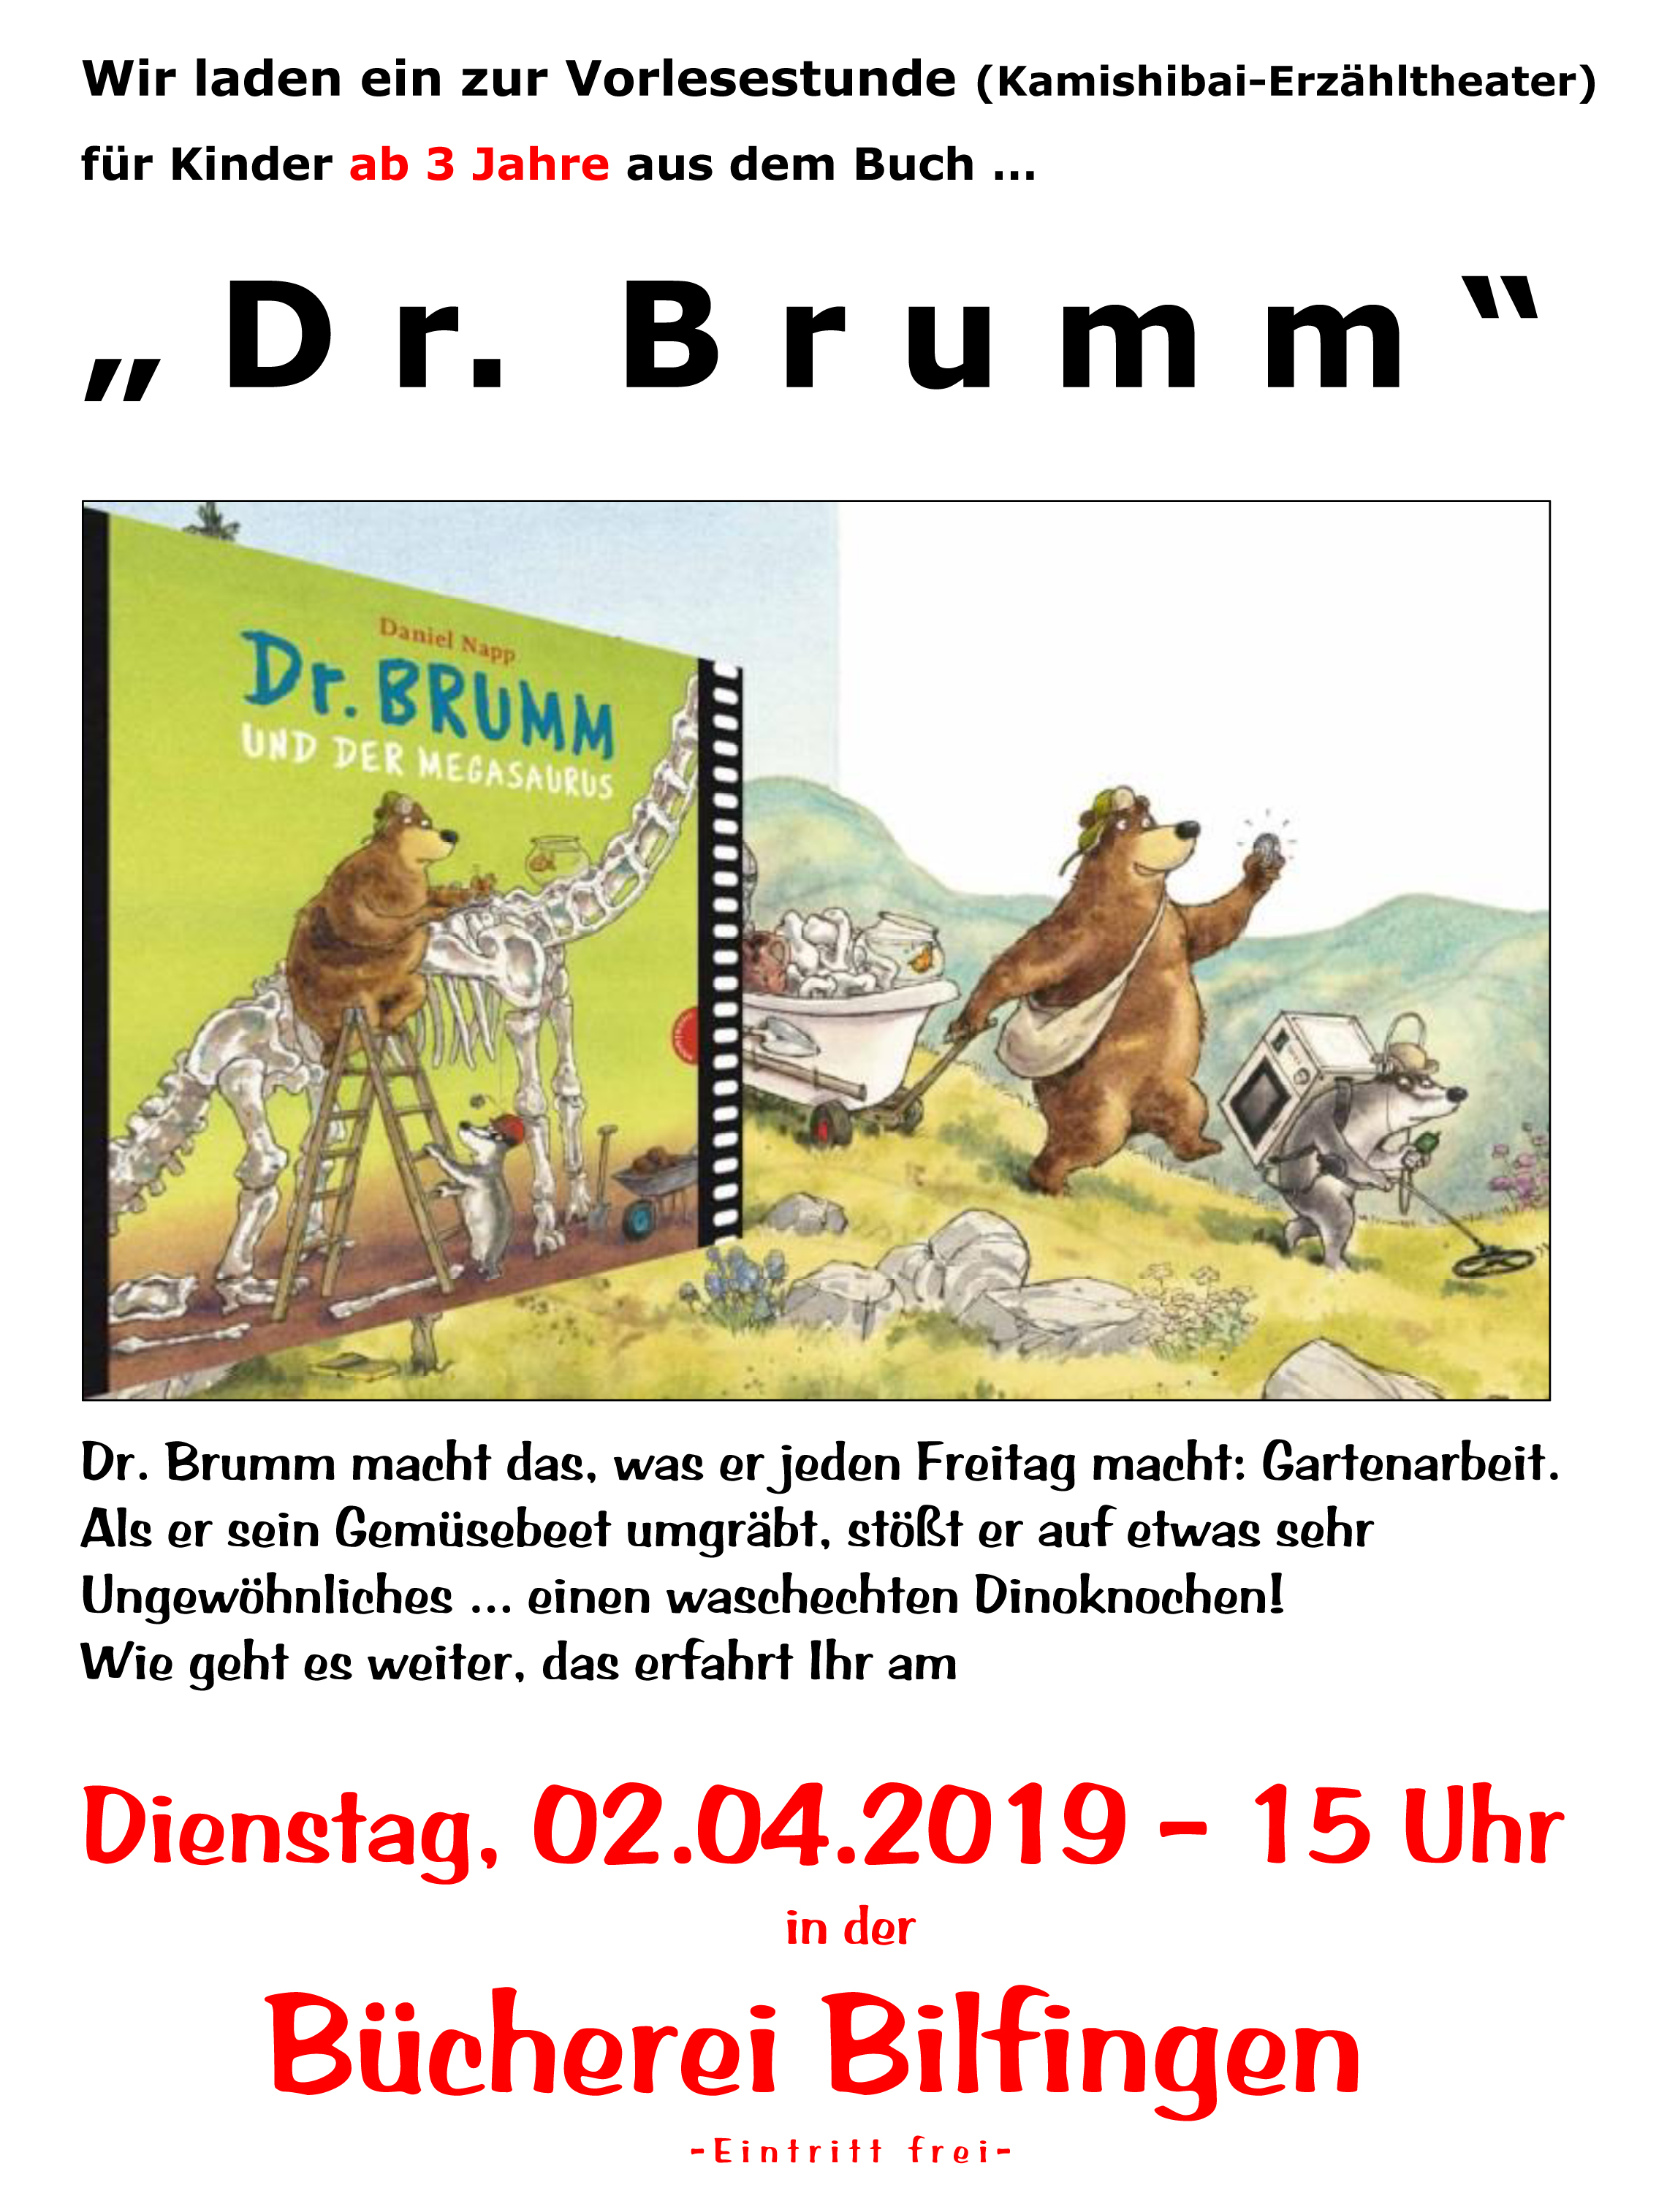 Wir laden ein zur Vorlesestunde (Kamishibai-Erzähltheater)
für Kinder ab 3 Jahre aus dem Buch ...
„ D r. B r u m m “
Daniel Napp
Dr. BRUMM
UND DER MEGASAURUS
Dr. Brumm macht das, was er jeden Freitag macht: Gartenarbeit.
Als er sein Gemüsebeet umgräbt, stößt er auf etwas sehr
Ungewöhnliches ... einen waschechten Dinoknochen!
Wie geht es weiter, das erfahrt Ihr am
Dienstag, 02.04.2019 - 15 Uhr
in der
Bücherei Bilfingen
-Eintritt frei-